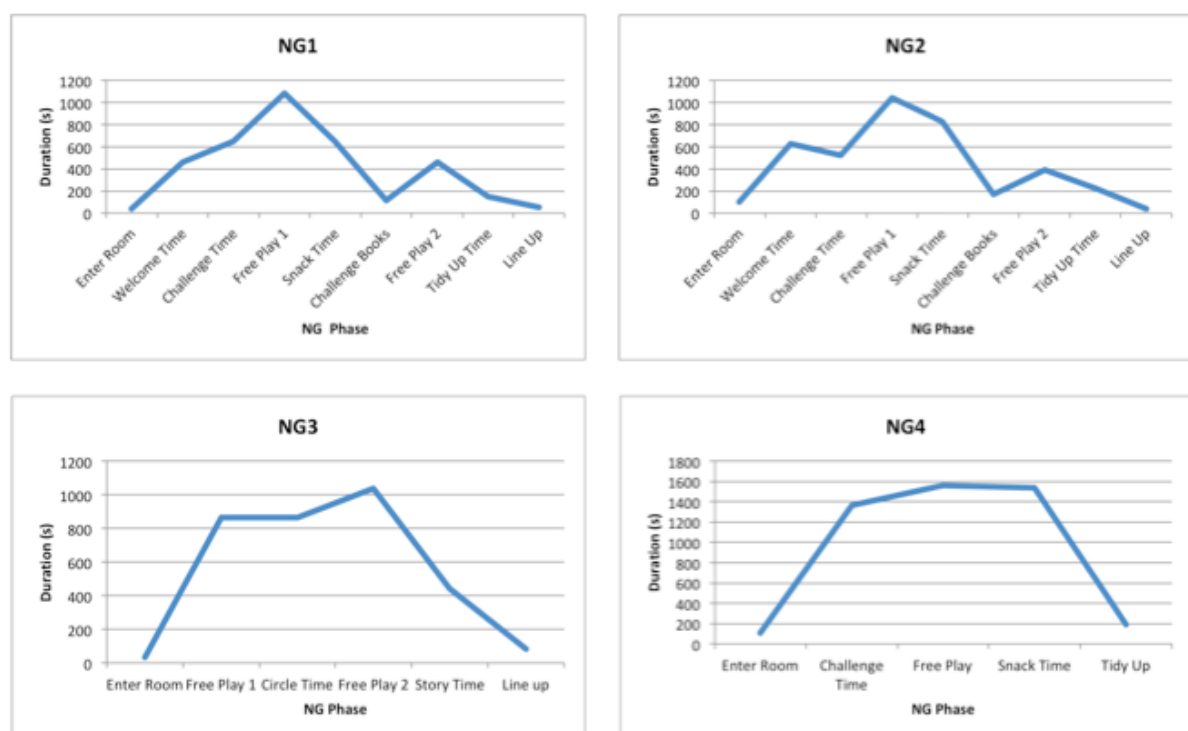 NG1
Duration (s)
1200
1000
800
600
400
200
0
Enter Room
Welcome Time
Challenge Time
Free Play 1
Snack Time
Challenge Books
Free Play 2
Tidy Up Time
Line Up
NG Phase
NG2
Duration (s)
1200
1000
800
600
400
200
0
Enter Room
Welcome Time
Challenge Time
Free Play 1
Snack Time
Challenge Books
Free Play 2
Tidy Up Time
Line Up
NG Phase
NG3
Duration (s)
1200
1000
800
600
400
200
0
Enter Room Free Play 1 Circle Time Free Play 2 Story Time Line up
NG Phase
NG4
Duration (s)
1800
1600
1400
1200
1000
800
600
400
200
0
Enter Room Challenge Free Play Snack Time Tidy Up
Time
NG Phase